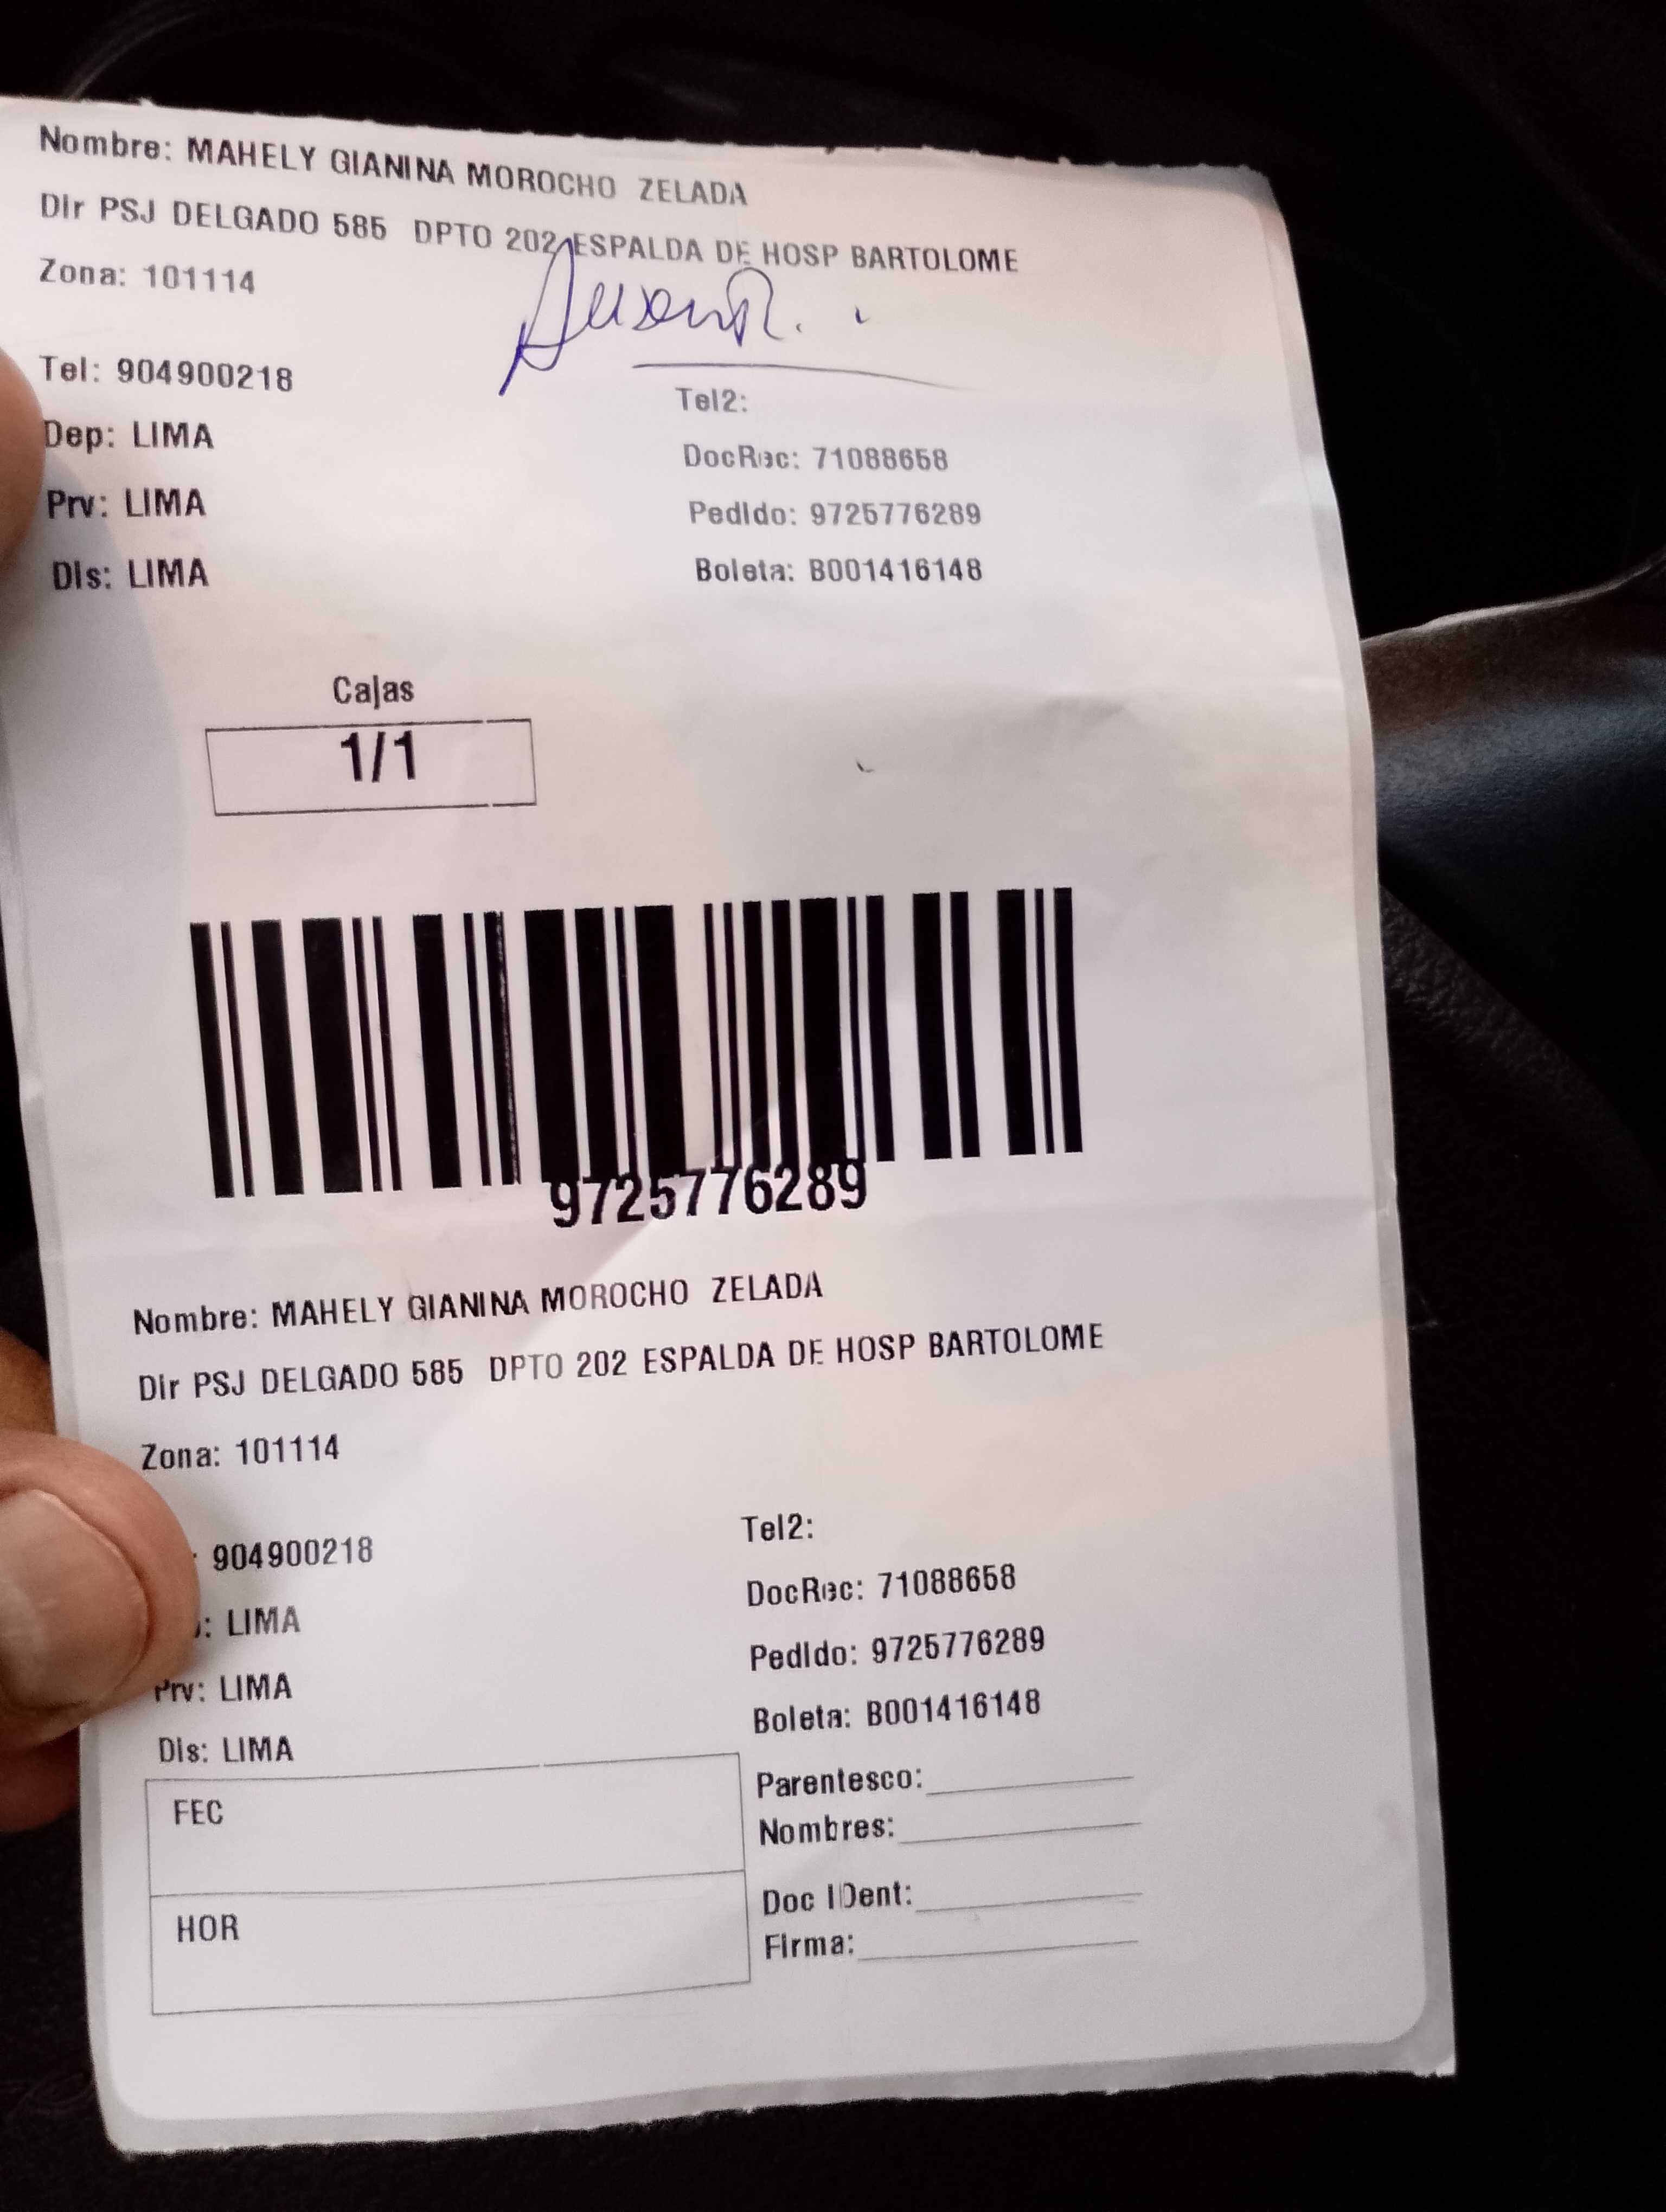 Nombre: MAHELY GIANINA MOROCHO ZELADA
Dir PSJ DELGADO 585 DPTO 202 ESPALDA DE HOSP BARTOLOME
Zona: 101114
Ausente.
Tel: 904900218
Tel2:
Dep: LIMA
DocRec: 71088658
Prv: LIMA
Pedido: 9725776289
Dis: LIMA
Boleta: B001416148
Cajas
1/1
9725776289
Nombre: MAHELY GIANINA MOROCHO ZELADA
Dir PSJ DELGADO 585 DPTO 202 ESPALDA DE HOSP BARTOLOME
Zona: 101114
: 904900218
Tel2:
: LIMA
DocRec: 71088658
Prv: LIMA
Pedido: 9725776289
Dis: LIMA
Boleta: B001416148
FEC
Parentesco:
Nombres:
HOR
Doc IDent:
Firma: